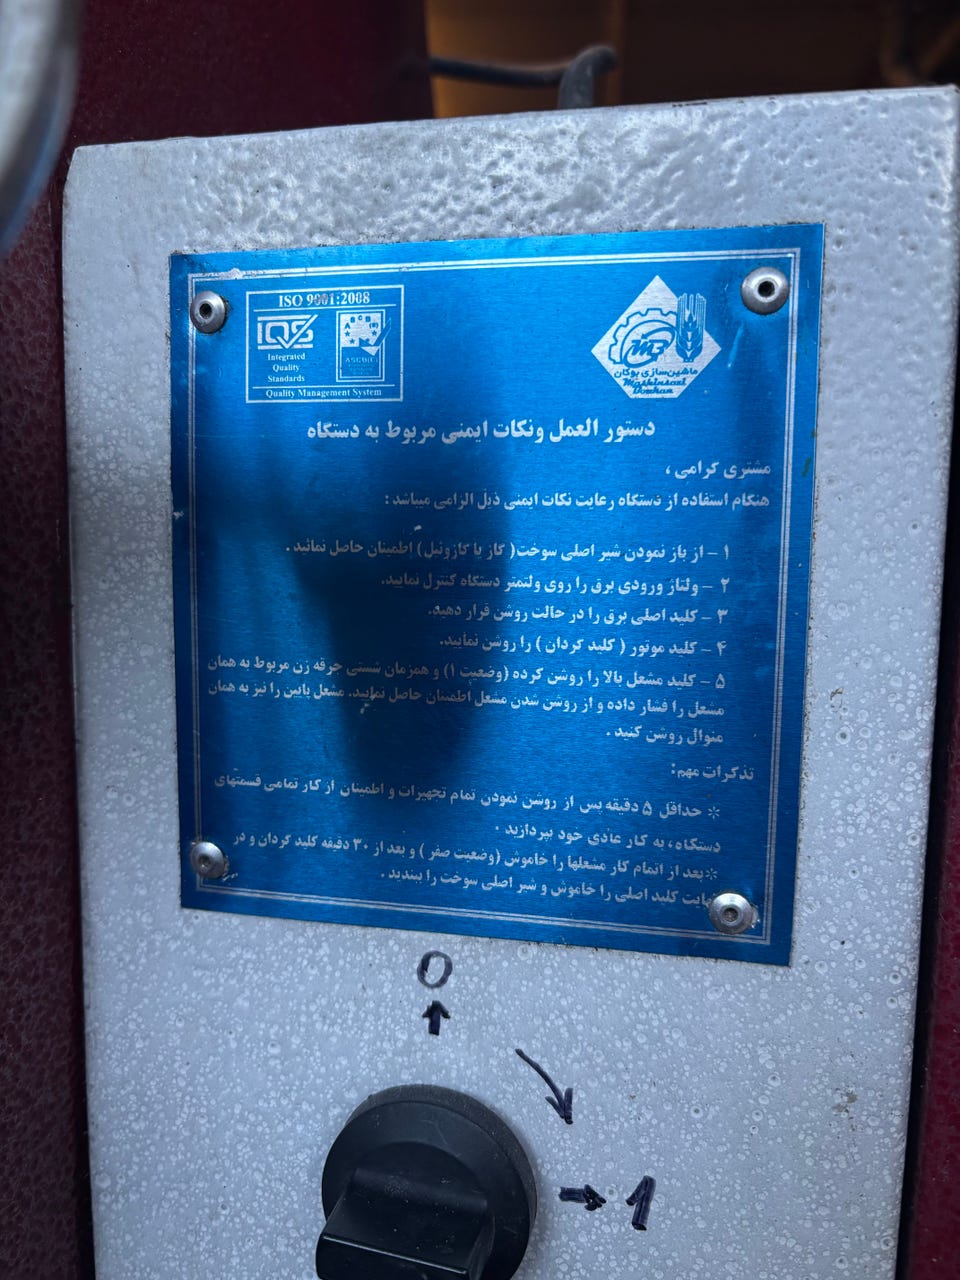 ISO 9001:2008
IQS
Integrated
Quality
Standards
Quality Management System
ماشین‌سازی بوکان
Mashinsazi
Bookan
دستور العمل ونکات ایمنی مربوط به دستگاه
مشتری گرامی ،
هنگام استفاده از دستگاه رعایت نکات ایمنی ذیل الزامی میباشد :
۱ – از باز نمودن شیر اصلی سوخت( گاز یا گازوئیل) اطمینان حاصل نمائید .
۲ – ولتاژ ورودی برق را روی ولتمتر دستگاه کنترل نمایید.
۳ – کلید اصلی برق را در حالت روشن قرار دهید.
۴ – کلید موتور ( کلید گردان ) را روشن نمایید.
۵ – کلید مشعل بالا را روشن کرده (وضعیت ۱) و همزمان شستی جرقه زن مربوط به همان
مشعل را فشار داده و از روشن شدن مشعل اطمینان حاصل نمایید. مشعل پایین را نیز به همان
منوال روشن کنید .
تذکرات مهم:
* حداقل ۵ دقیقه پس از روشن نمودن تمام تجهیزات و اطمینان از کار تمامی قسمتهای
دستگاه، به کار عادی خود بپردازید .
*بعد از اتمام کار مشعلها را خاموش (وضعیت صفر ) و بعد از ۳۰ دقیقه کلید گردان و در
نهایت کلید اصلی را خاموش و شیر اصلی سوخت را ببندید .
0
1